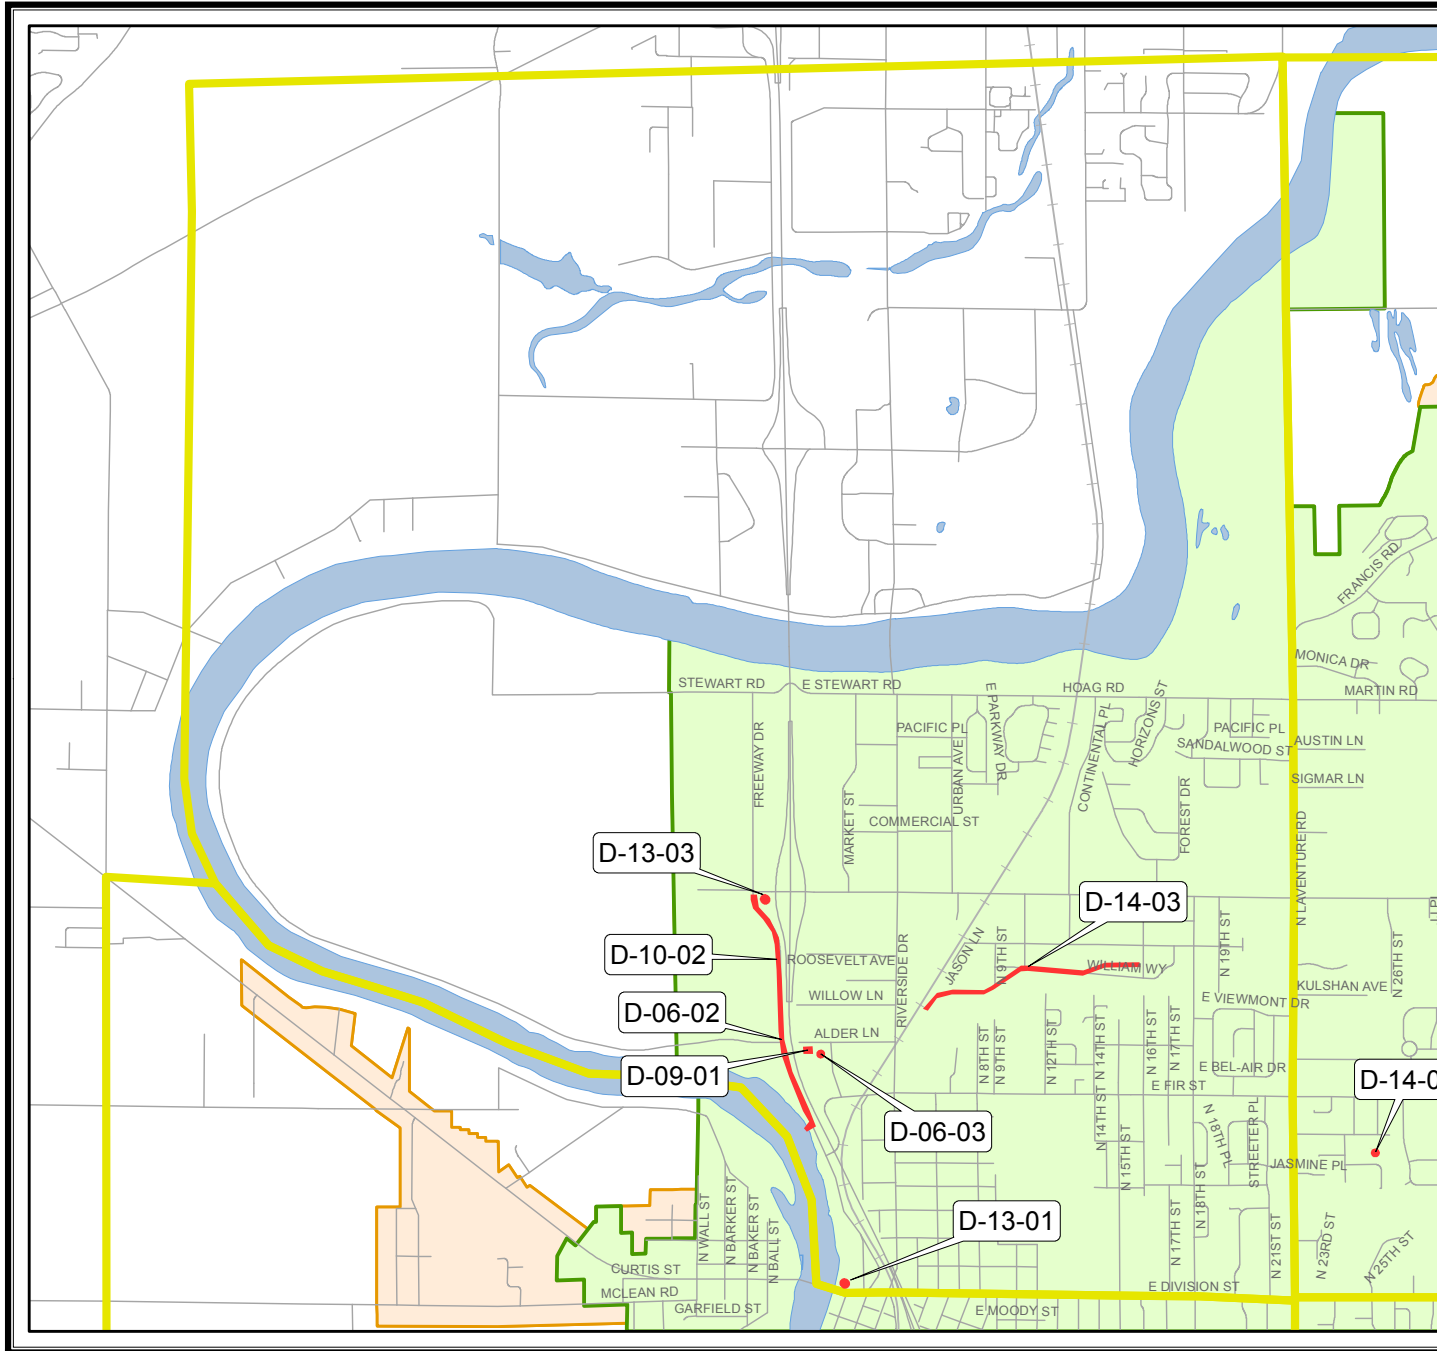 FRANCIS RD
MONICA DR
MARTIN RD
STEWART RD
E STEWART RD
HOAG RD
E PARKWAY DR
HORIZONS ST
CONTINENTAL PL
PACIFIC PL
PACIFIC PL
SANDALWOOD ST
AUSTIN LN
SIGMAR LN
FREEWAY DR
URBAN AVE
MARKET ST
COMMERCIAL ST
FOREST DR
N LAVENTURE RD
D-13-03
D-14-03
D-10-02
ROOSEVELT AVE
RIVERSIDE DR
JASON LN
N 9TH ST
WILLIAM WY
N 19TH ST
N 26TH ST
KULSHAN AVE
WILLOW LN
E VIEWMONT DR
D-06-02
ALDER LN
N 8TH ST
N 9TH ST
N 12TH ST
N 14TH ST
N 16TH ST
N 17TH ST
E BEL-AIR DR
D-09-01
E FIR ST
D-14-0
D-06-03
N 14TH ST
N 15TH ST
N 18TH PL
STREETER PL
JASMINE PL
N 18TH ST
N 17TH ST
N WALL ST
N BARKER ST
N BAKER ST
N BALL ST
D-13-01
N 21ST ST
N 23RD ST
N 25TH ST
CURTIS ST
MCLEAN RD
GARFIELD ST
E DIVISION ST
E MOODY ST